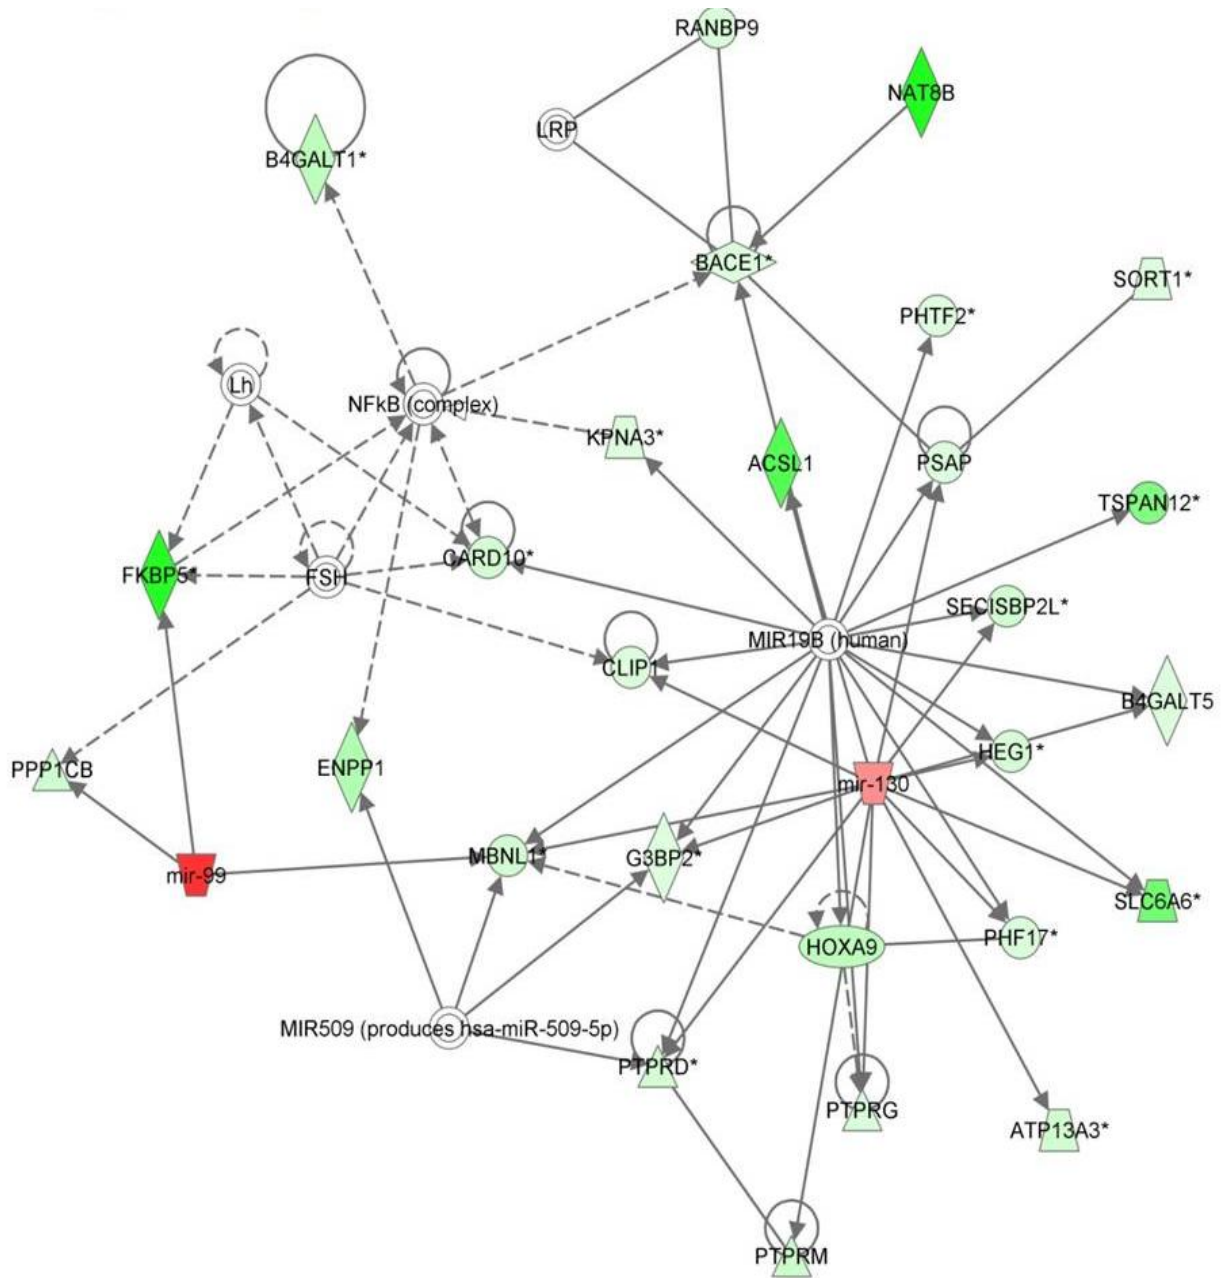 RANBP9
NAT8B
LRP
B4GALT1*
BACE1*
SORT1*
PHTF2*
Lh
NFkB (complex)
KPNA3*
ACSL1
PSAP
TSPAN12*
CARD10*
FKBP5*
FSH
SECISBP2L*
MIR19B (human)
CLIP1
B4GALT5
HEG1*
PPP1CB
ENPP1
mir-130
MBNL1*
G3BP2*
mir-99
SLC6A6*
HOXA9
PHF17*
MIR509 (produces hsa-miR-509-5p)
PTPRD*
PTPRG
ATP13A3*
PTPRM